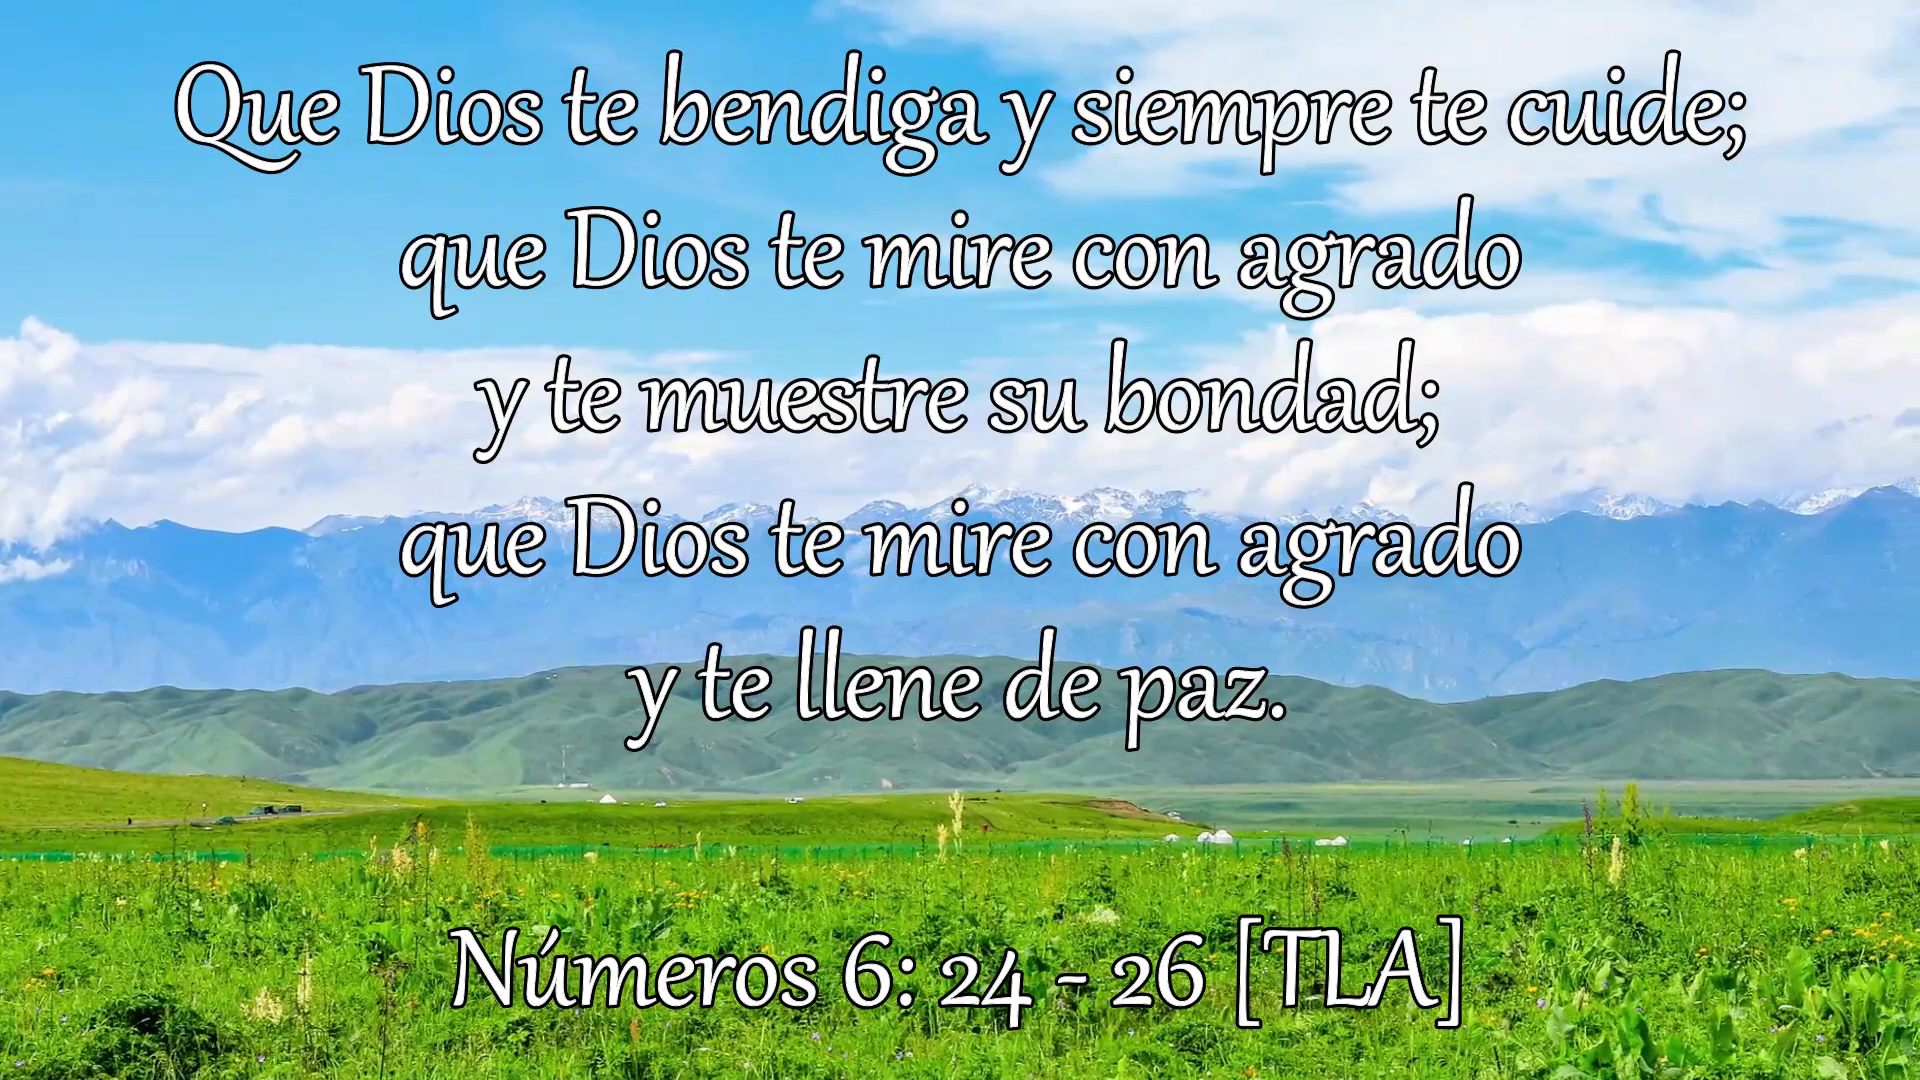 Que Dios te bendiga y siempre te cuide;
que Dios te mire con agrado
y te muestre su bondad;
que Dios te mire con agrado
y te llene de paz.
Números 6: 24 - 26 [TLA]